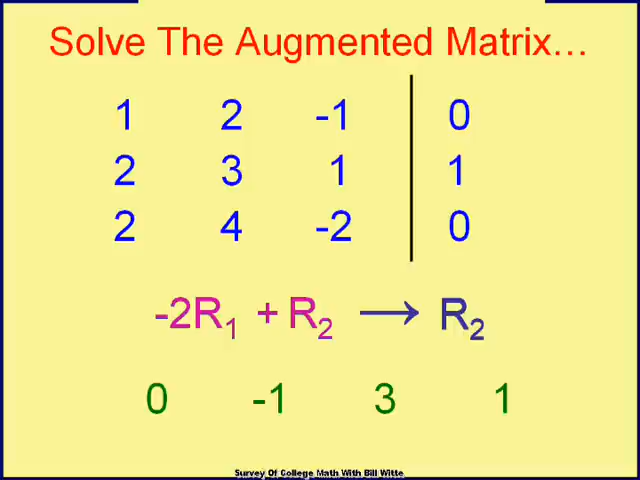 Solve The Augmented Matrix...
1 2 -1 0
2 3 1 1
2 4 -2 0
-2R₁ + R₂ → R₂
0 -1 3 1
Survey Of College Math With Bill Witte